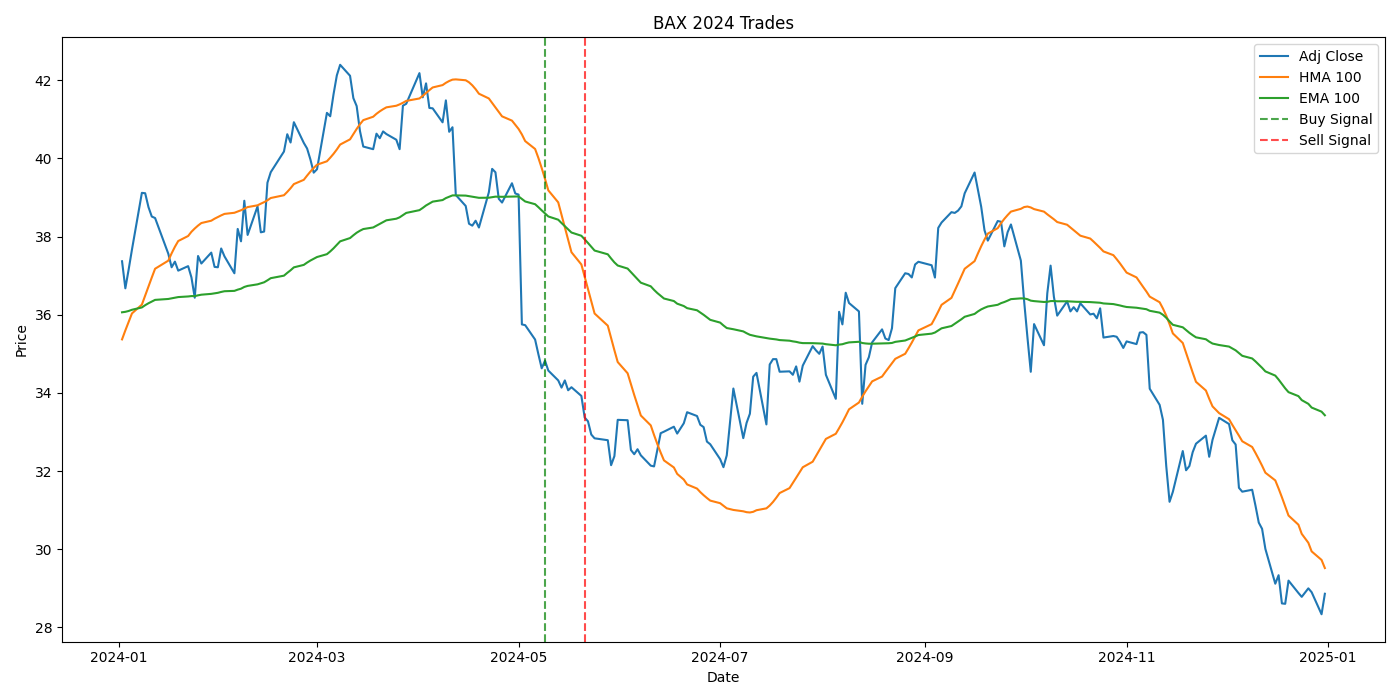 BAX 2024 Trades
Adj Close
HMA 100
EMA 100
Buy Signal
Sell Signal
Price
42
40
38
36
34
32
30
28
2024-01
2024-03
2024-05
2024-07
2024-09
2024-11
2025-01
Date